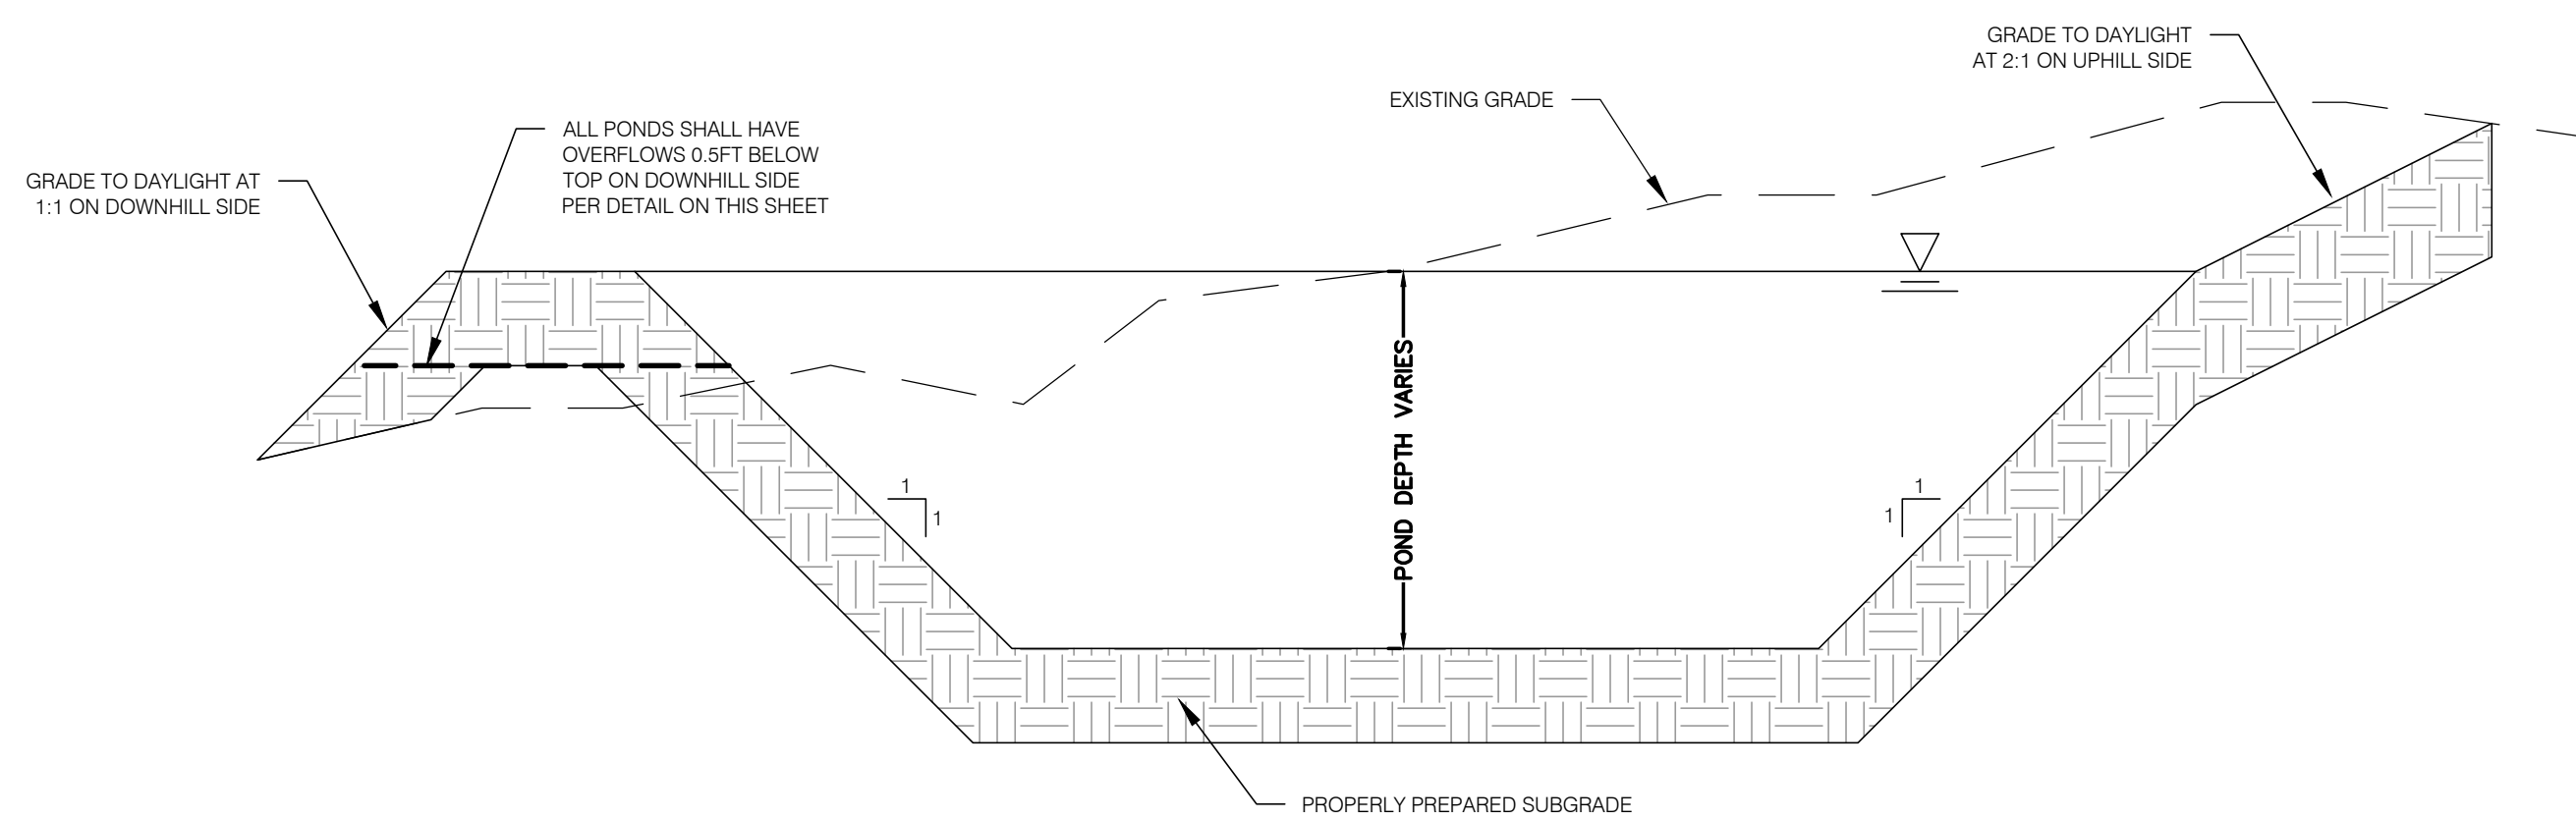 GRADE TO DAYLIGHT
AT 2:1 ON UPHILL SIDE
EXISTING GRADE
ALL PONDS SHALL HAVE
OVERFLOWS 0.5FT BELOW
TOP ON DOWNHILL SIDE
PER DETAIL ON THIS SHEET
GRADE TO DAYLIGHT AT
1:1 ON DOWNHILL SIDE
POND DEPTH VARIES
1
1
1
1
PROPERLY PREPARED SUBGRADE